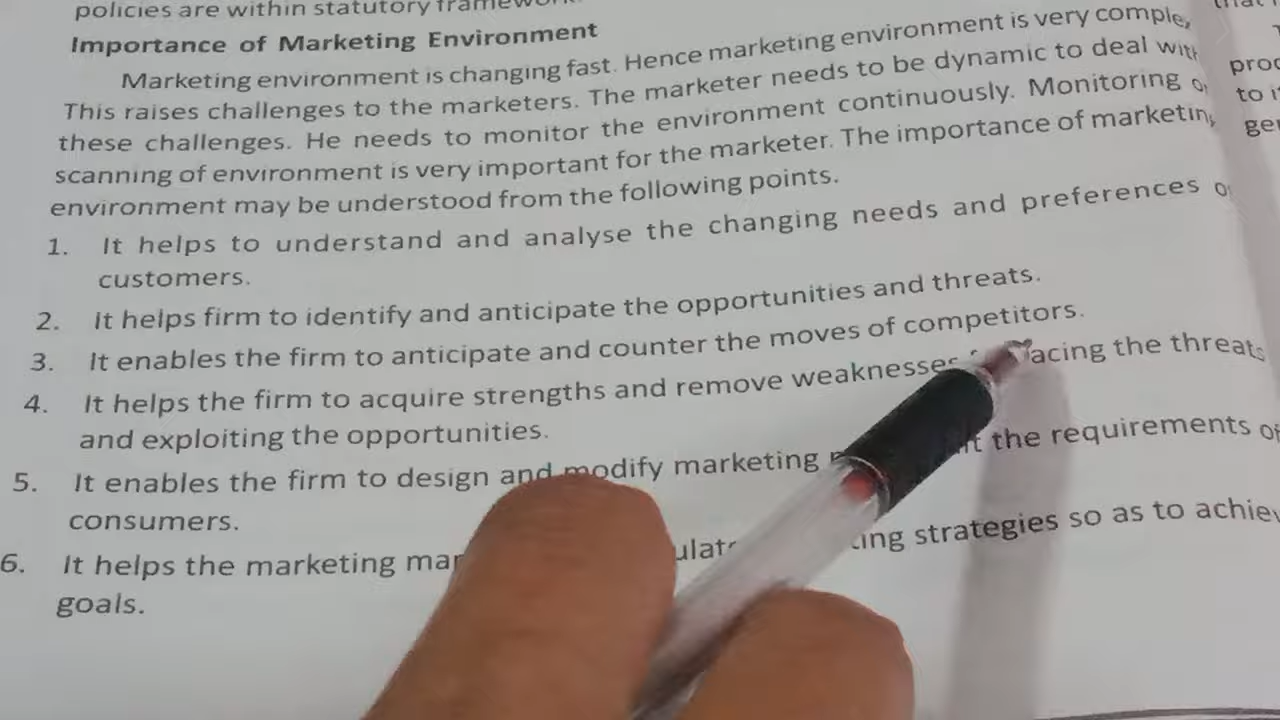 policies are within statutory framework.
Importance of Marketing Environment
Marketing environment is changing fast. Hence marketing environment is very
This raises challenges to the marketers. The marketer needs to be dynamic to deal with
these challenges. He needs to monitor the environment continuously. Monitoring
scanning of environment is very important for the marketer. The importance of
environment may be understood from the following points.
1. It helps to understand and analyse the changing needs and preferences
customers.
2. It helps firm to identify and anticipate the opportunities and threats.
3. It enables the firm to anticipate and counter the moves of competitors.
4. It helps the firm to acquire strengths and remove weaknesses the threats
and exploiting the opportunities.
5. It enables the firm to design and modify marketing the requirements of
consumers.
6. It helps the marketing strategies so as to
goals.
to